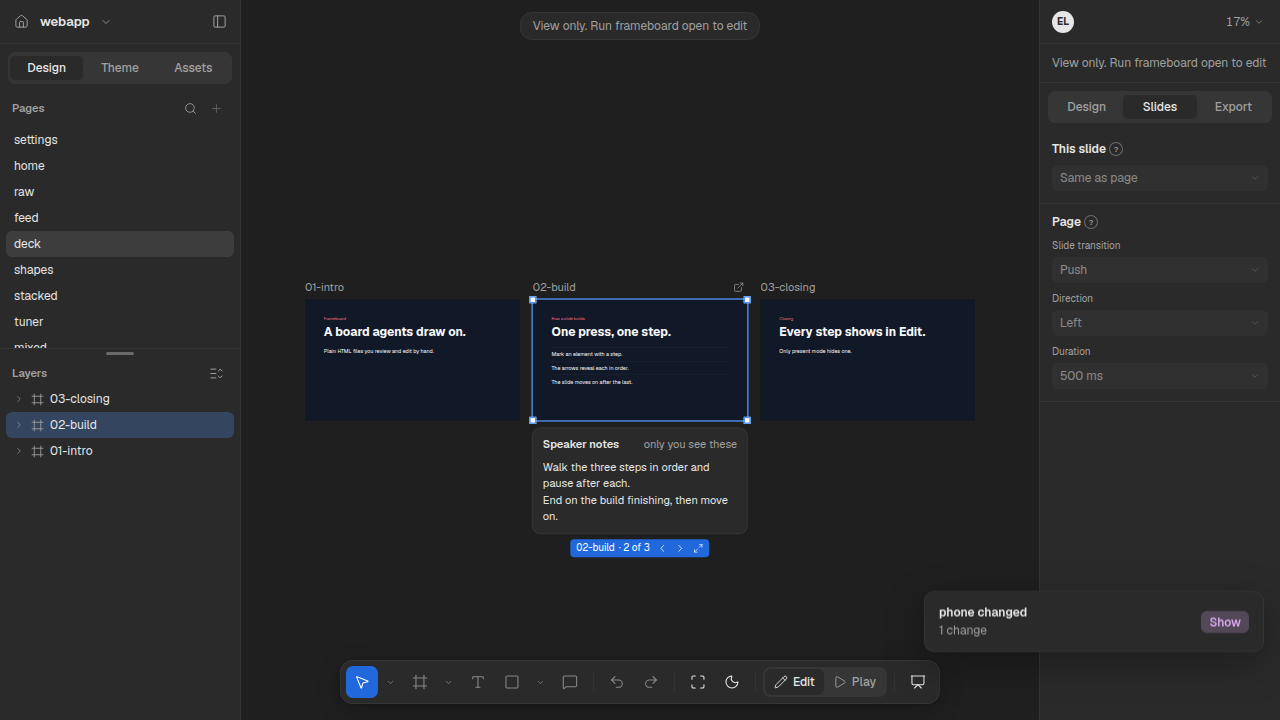 webapp
View only. Run frameboard open to edit
EL
17%
Design
Theme
Assets
View only. Run frameboard open to edit
Pages
Design
Slides
Export
settings
home
raw
feed
deck
shapes
stacked
tuner
mixed
This slide ?
Same as page
Page ?
Slide transition
Push
Direction
Left
Duration
500 ms
Layers
03-closing
02-build
01-intro
01-intro
Frameboard
A board agents draw on.
Plain HTML files you review and edit by hand.
02-build
One press, one step.
Mark an element with a step.
The arrows reveal each in order.
The slide moves on after the last.
03-closing
Closing
Every step shows in Edit.
Only present mode hides one.
Speaker notes
only you see these
Walk the three steps in order and
pause after each.
End on the build finishing, then move
on.
02-build · 2 of 3
phone changed
1 change
Show
Edit
Play